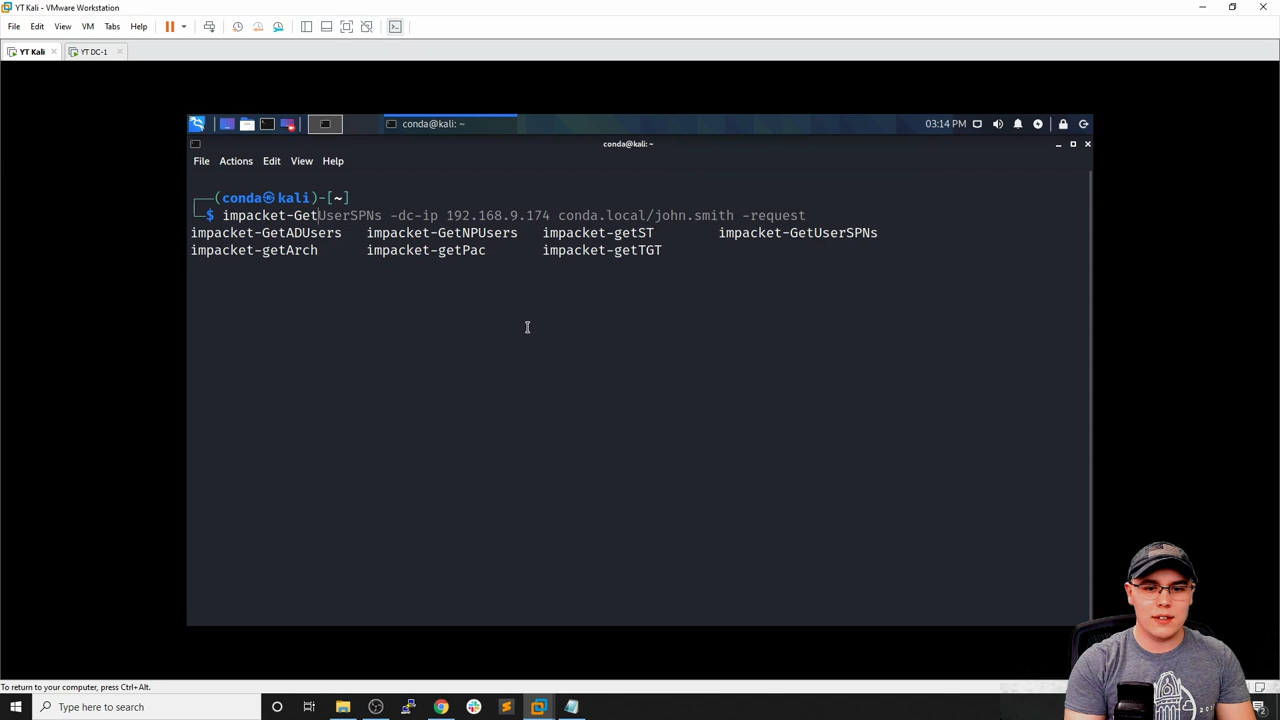 YT Kali - VMware Workstation
File Edit View VM Tabs Help
YT Kali YT DC-1
conda@kali: ~ 03:14 PM
conda@kali: ~
File Actions Edit View Help
(conda㉿kali)-[~]
$ impacket-GetUserSPNs -dc-ip 192.168.9.174 conda.local/john.smith -request
impacket-GetADUsers impacket-GetNPUsers impacket-getST impacket-GetUserSPNs
impacket-getArch impacket-getPac impacket-getTGT
To return to your computer, press Ctrl+Alt.
Type here to search